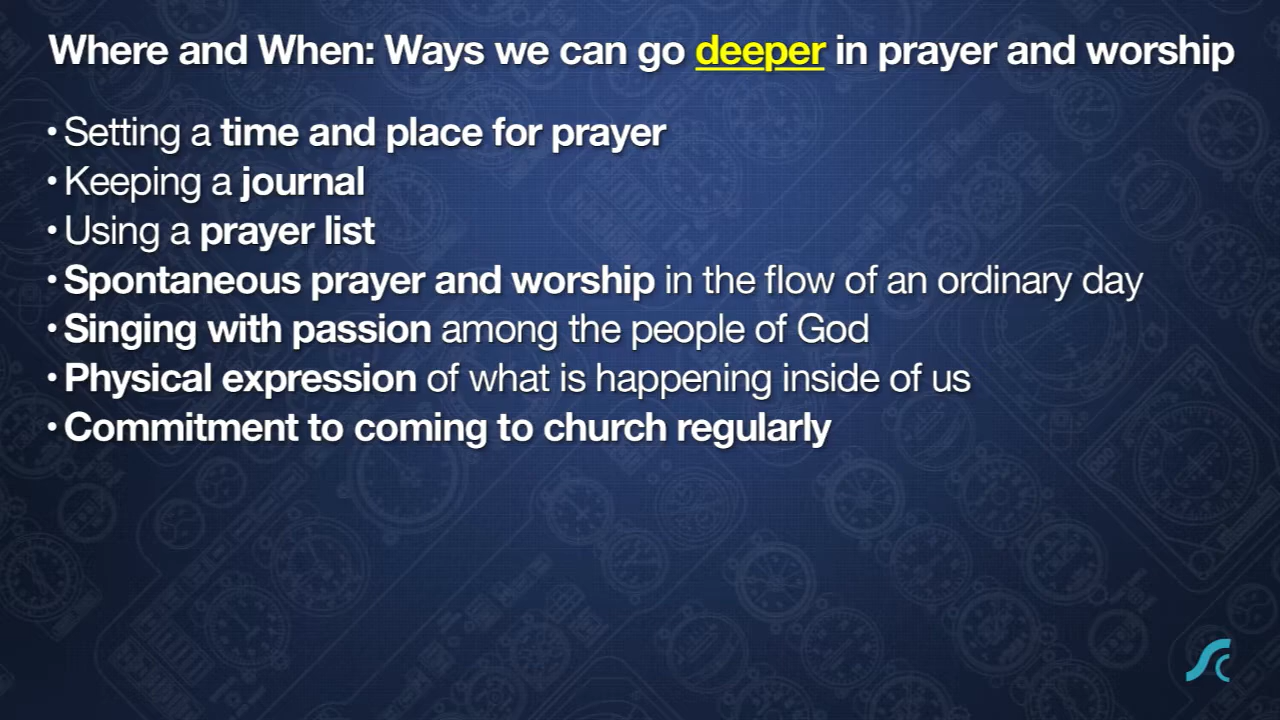 Where and When: Ways we can go deeper in prayer and worship
• Setting a time and place for prayer
• Keeping a journal
• Using a prayer list
• Spontaneous prayer and worship in the flow of an ordinary day
• Singing with passion among the people of God
• Physical expression of what is happening inside of us
• Commitment to coming to church regularly